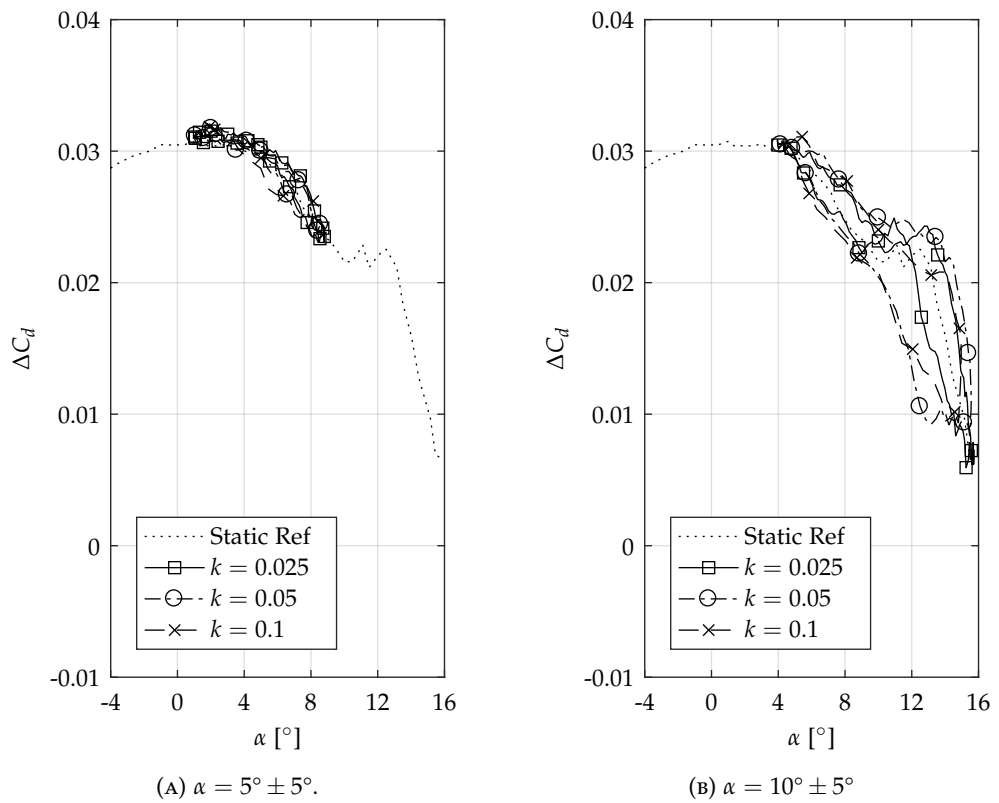 0.04
0.03
0.02
0.01
0
-0.01
ΔC_d
-4 0 4 8 12 16
α [°]
Static Ref
k = 0.025
k = 0.05
k = 0.1
(A) α = 5° ± 5°.
0.04
0.03
0.02
0.01
0
-0.01
ΔC_d
-4 0 4 8 12 16
α [°]
Static Ref
k = 0.025
k = 0.05
k = 0.1
(B) α = 10° ± 5°